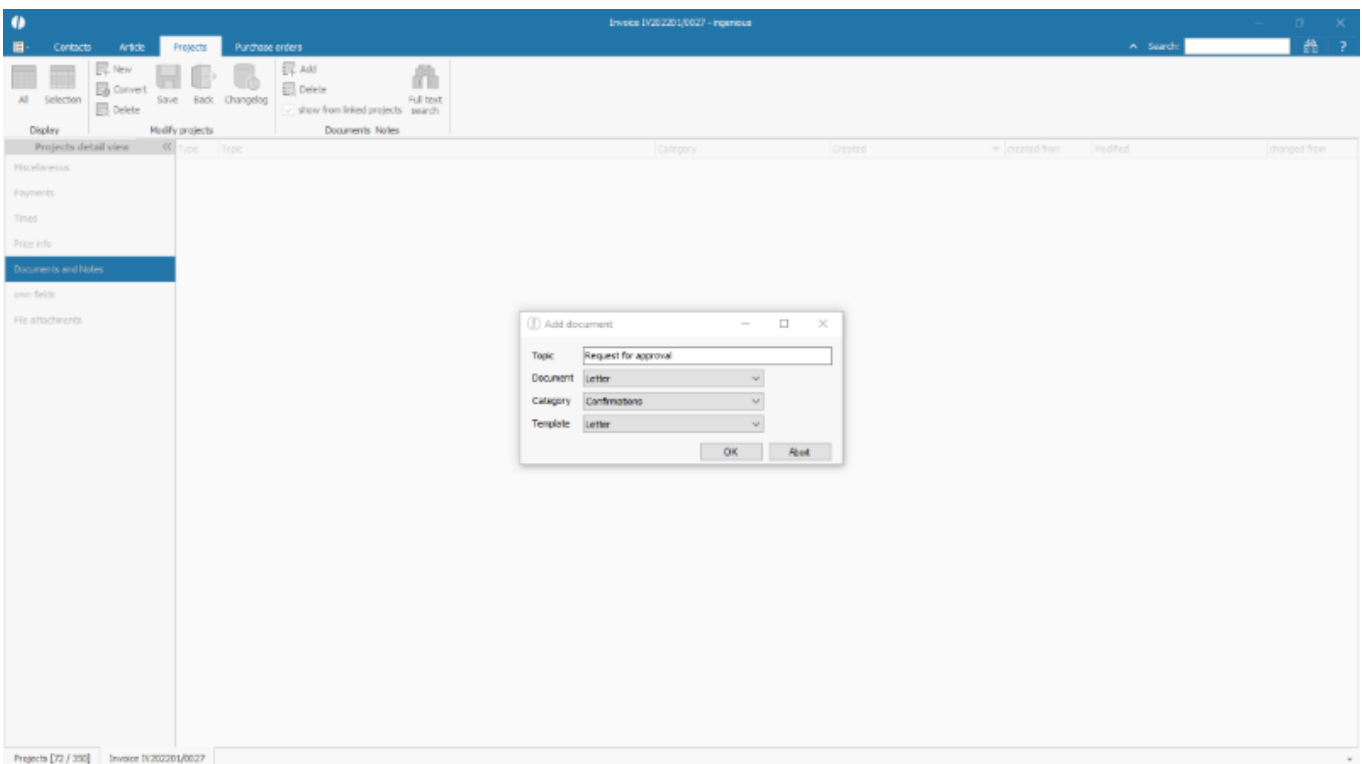 Invoice IV202201/0027 - ingenious
Contacts Article Projects Purchase orders Search: ?
All Selection New Convert Delete Save Back Changelog Add Delete show from linked projects Full text search
Display Modify projects Documents Notes
Projects detail view
Type Topic Category Created created from Modified changed from
Miscellaneous
Payments
Times
Price info
Documents and Notes
own fields
File attachments
Add document
Topic Request for approval
Document Letter
Category Confirmations
Template Letter
OK Abort
Projects [72 / 350] Invoice IV202201/0027